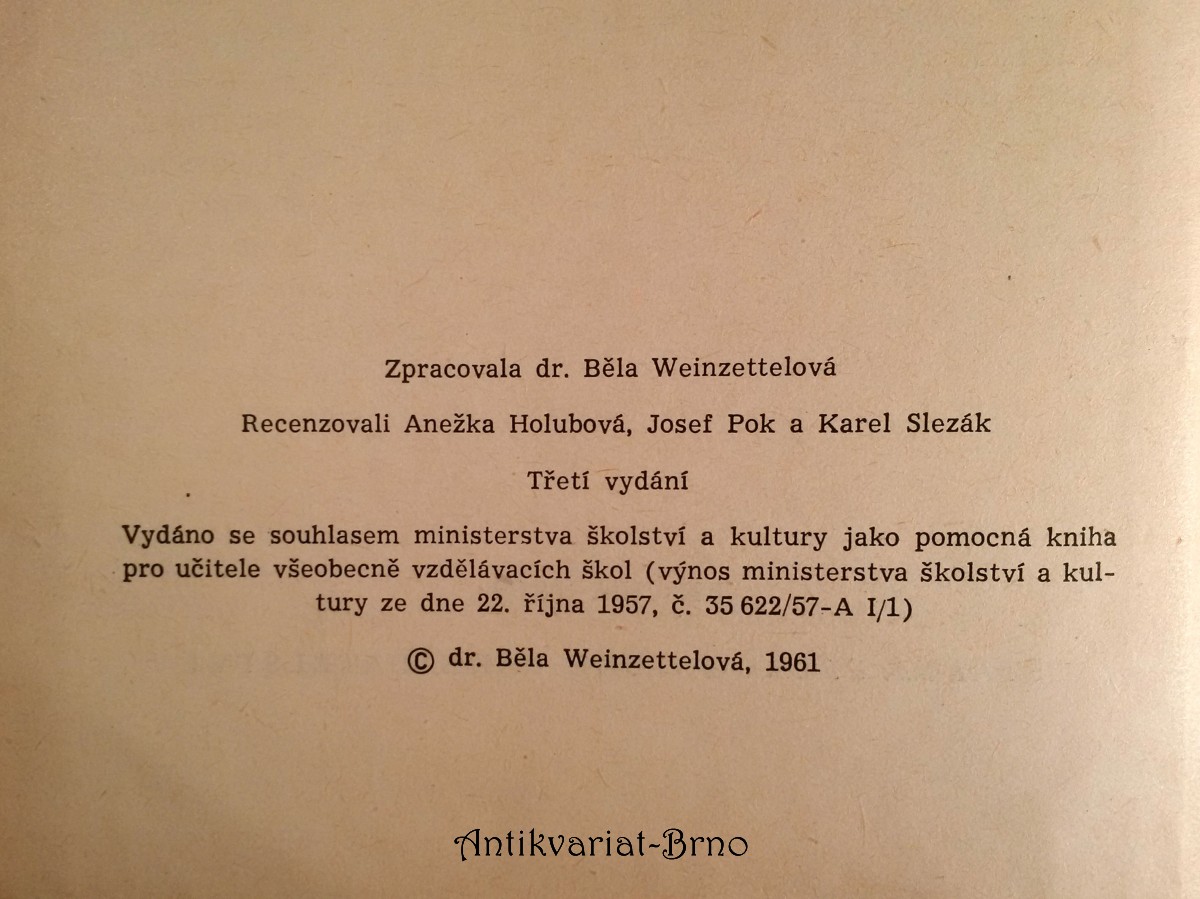 Zpracovala dr. Běla Weinzettelová
Recenzovali Anežka Holubová, Josef Pok a Karel Slezák
Třetí vydání
Vydáno se souhlasem ministerstva školství a kultury jako pomocná kniha
pro učitele všeobecně vzdělávacích škol (výnos ministerstva školství a kul-
tury ze dne 22. října 1957, č. 35 622/57-A I/1)
© dr. Běla Weinzettelová, 1961
Antikvariat-Brno